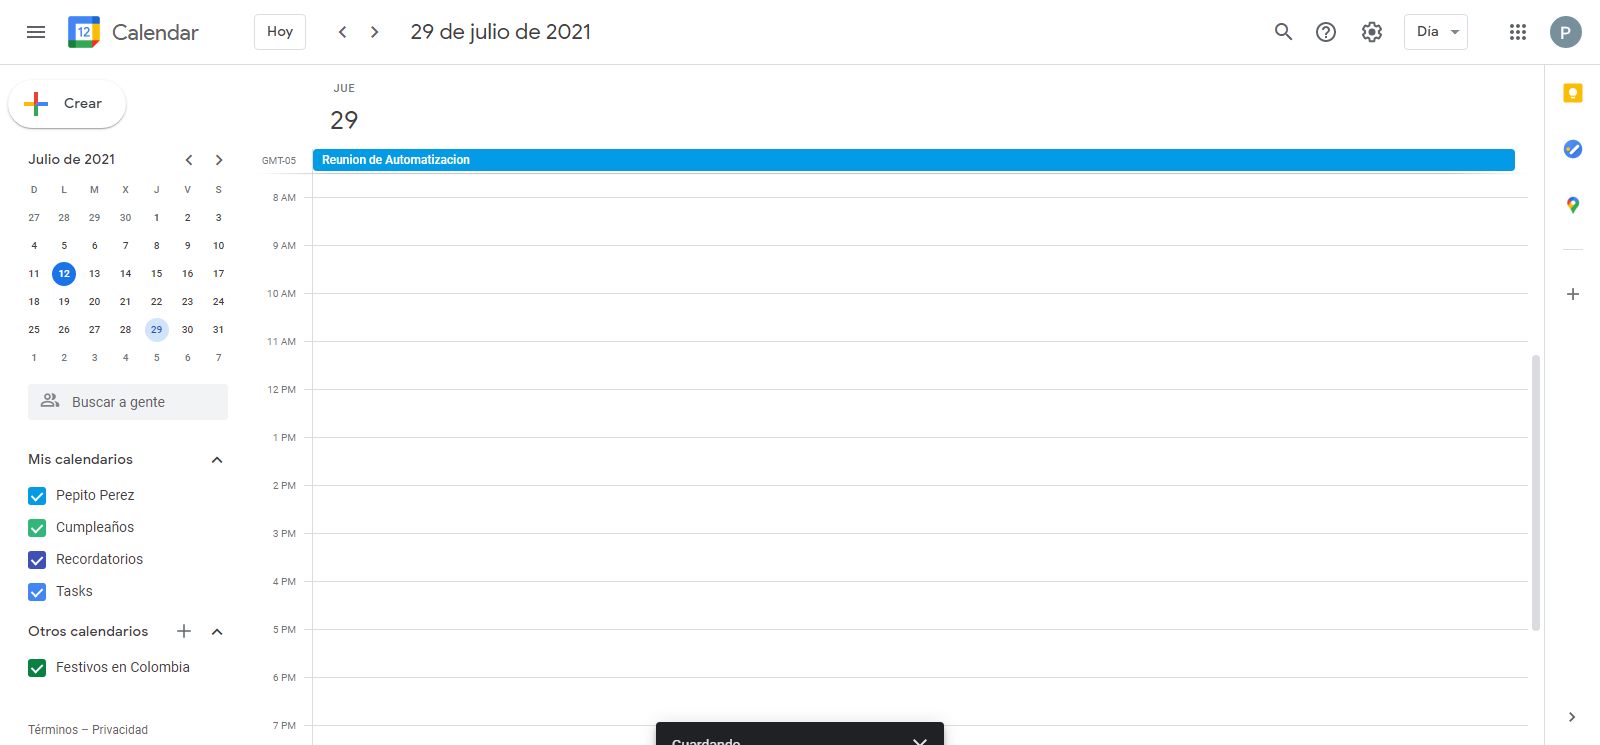 12 Calendar Hoy 29 de julio de 2021 Día P
Crear
JUE
29
Julio de 2021
GMT-05 Reunion de Automatizacion
D L M X J V S
27 28 29 30 1 2 3
4 5 6 7 8 9 10
11 12 13 14 15 16 17
18 19 20 21 22 23 24
25 26 27 28 29 30 31
1 2 3 4 5 6 7
8 AM
9 AM
10 AM
11 AM
12 PM
1 PM
2 PM
3 PM
4 PM
5 PM
6 PM
7 PM
Buscar a gente
Mis calendarios
Pepito Perez
Cumpleaños
Recordatorios
Tasks
Otros calendarios
Festivos en Colombia
Términos – Privacidad
Guardando